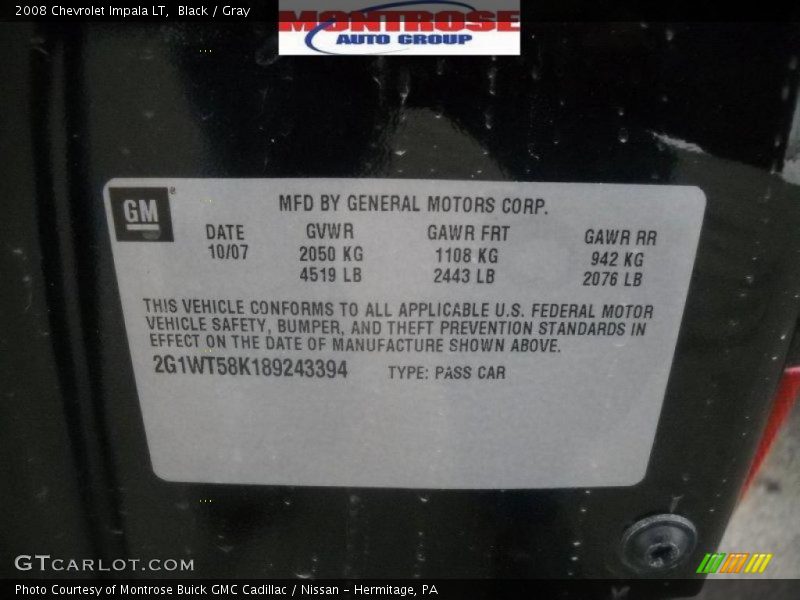 2008 Chevrolet Impala LT, Black / Gray
MONTROSE
AUTO GROUP
GM
MFD BY GENERAL MOTORS CORP.
DATE GVWR GAWR FRT GAWR RR
10/07 2050 KG 1108 KG 942 KG
4519 LB 2443 LB 2076 LB
THIS VEHICLE CONFORMS TO ALL APPLICABLE U.S. FEDERAL MOTOR
VEHICLE SAFETY, BUMPER, AND THEFT PREVENTION STANDARDS IN
EFFECT ON THE DATE OF MANUFACTURE SHOWN ABOVE.
2G1WT58K189243394 TYPE: PASS CAR
GTCARLOT.COM
Photo Courtesy of Montrose Buick GMC Cadillac / Nissan - Hermitage, PA